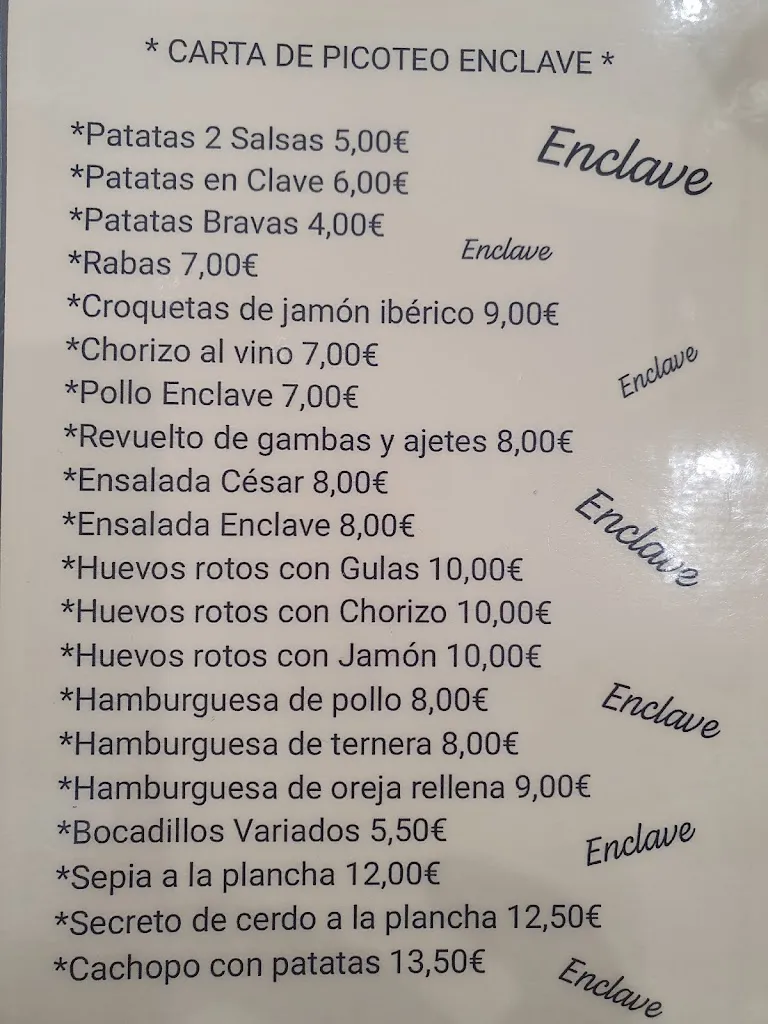 * CARTA DE PICOTEO ENCLAVE *
*Patatas 2 Salsas 5,00€
Enclave
*Patatas en Clave 6,00€
*Patatas Bravas 4,00€
Enclave
*Rabas 7,00€
*Croquetas de jamón ibérico 9,00€
*Chorizo al vino 7,00€
Enclave
*Pollo Enclave 7,00€
*Revuelto de gambas y ajetes 8,00€
*Ensalada César 8,00€
*Ensalada Enclave 8,00€
Enclave
*Huevos rotos con Gulas 10,00€
*Huevos rotos con Chorizo 10,00€
*Huevos rotos con Jamón 10,00€
*Hamburguesa de pollo 8,00€
Enclave
*Hamburguesa de ternera 8,00€
*Hamburguesa de oreja rellena 9,00€
*Bocadillos Variados 5,50€
Enclave
*Sepia a la plancha 12,00€
*Secreto de cerdo a la plancha 12,50€
*Cachopo con patatas 13,50€
Enclave